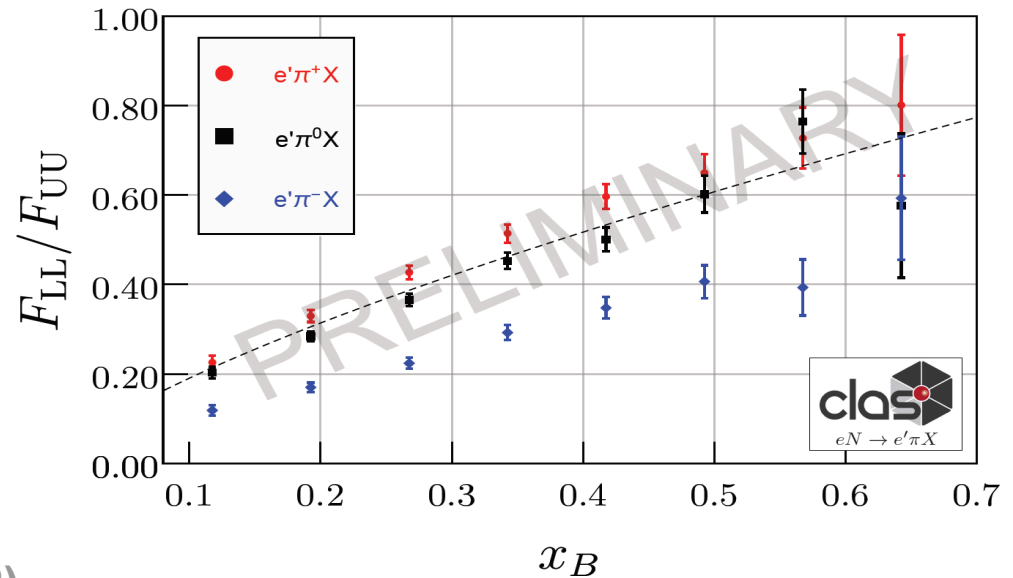 1.00
0.80
0.60
0.40
0.20
0.00
F_LL/F_UU
e'π⁺X
e'π⁰X
e'π⁻X
PRELIMINARY
clas
eN → e'πX
0.1 0.2 0.3 0.4 0.5 0.6 0.7
x_B